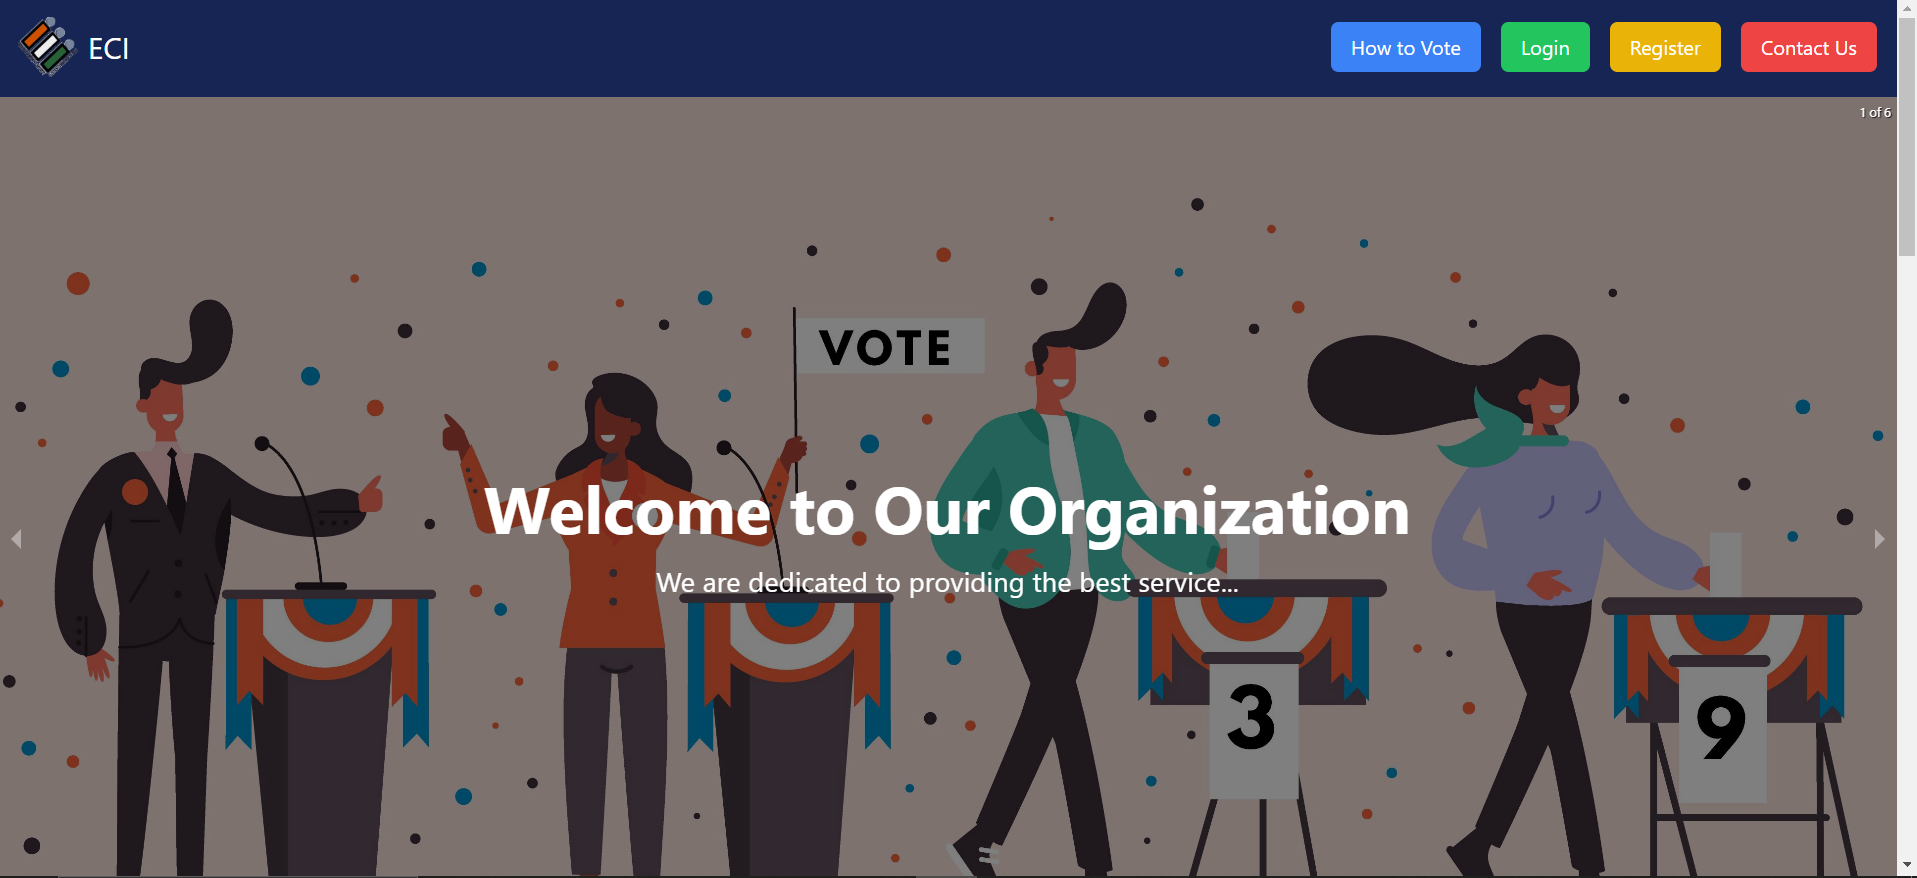 ECI
How to Vote
Login
Register
Contact Us
1 of 6
VOTE
Welcome to Our Organization
We are dedicated to providing the best service...
3
9